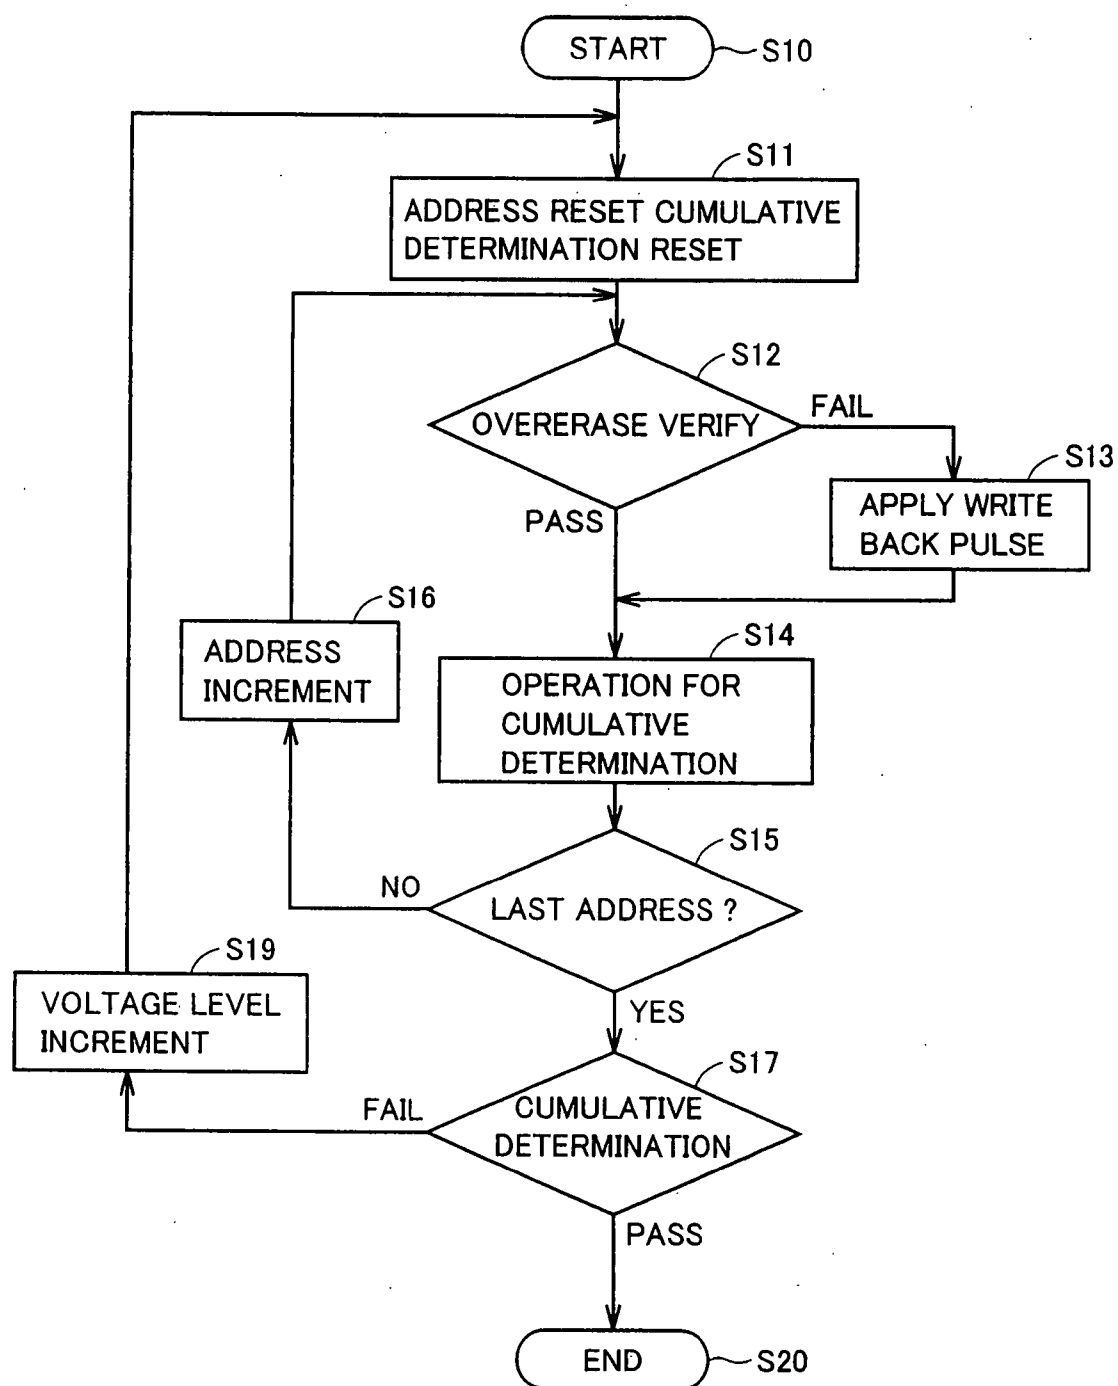 START
S10
S11
ADDRESS RESET CUMULATIVE
DETERMINATION RESET
S12
OVERERASE VERIFY
FAIL
S13
APPLY WRITE
BACK PULSE
PASS
S16
ADDRESS
INCREMENT
S14
OPERATION FOR
CUMULATIVE
DETERMINATION
S15
NO
LAST ADDRESS ?
S19
VOLTAGE LEVEL
INCREMENT
YES
S17
FAIL
CUMULATIVE
DETERMINATION
PASS
END
S20